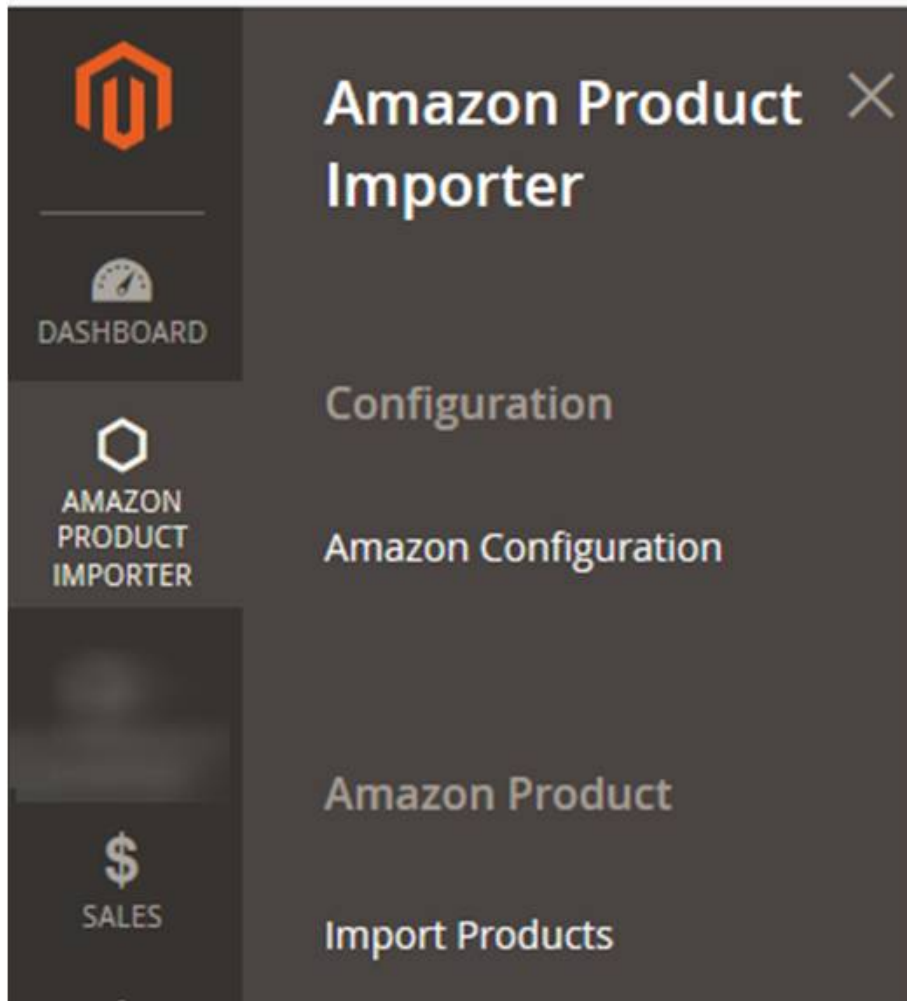 DASHBOARD
AMAZON
PRODUCT
IMPORTER
$
SALES
Amazon Product
Importer
Configuration
Amazon Configuration
Amazon Product
Import Products